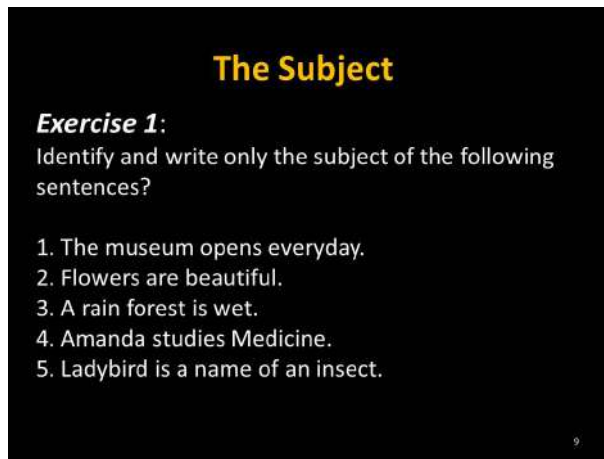 The Subject
Exercise 1:
Identify and write only the subject of the following
sentences?
1. The museum opens everyday.
2. Flowers are beautiful.
3. A rain forest is wet.
4. Amanda studies Medicine.
5. Ladybird is a name of an insect.
9